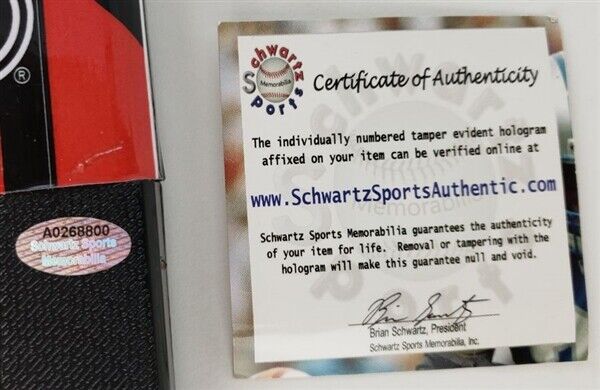 ®
A0268800
Schwartz Sports
Memorabilia
Schwartz
Memorabilia
Sports
Certificate of Authenticity
The individually numbered tamper evident hologram
affixed on your item can be verified online at
www.SchwartzSportsAuthentic.com
Schwartz Sports Memorabilia guarantees the authenticity
of your item for life. Removal or tampering with the
hologram will make this guarantee null and void.
Brian Schwartz, President
Schwartz Sports Memorabilia, Inc.